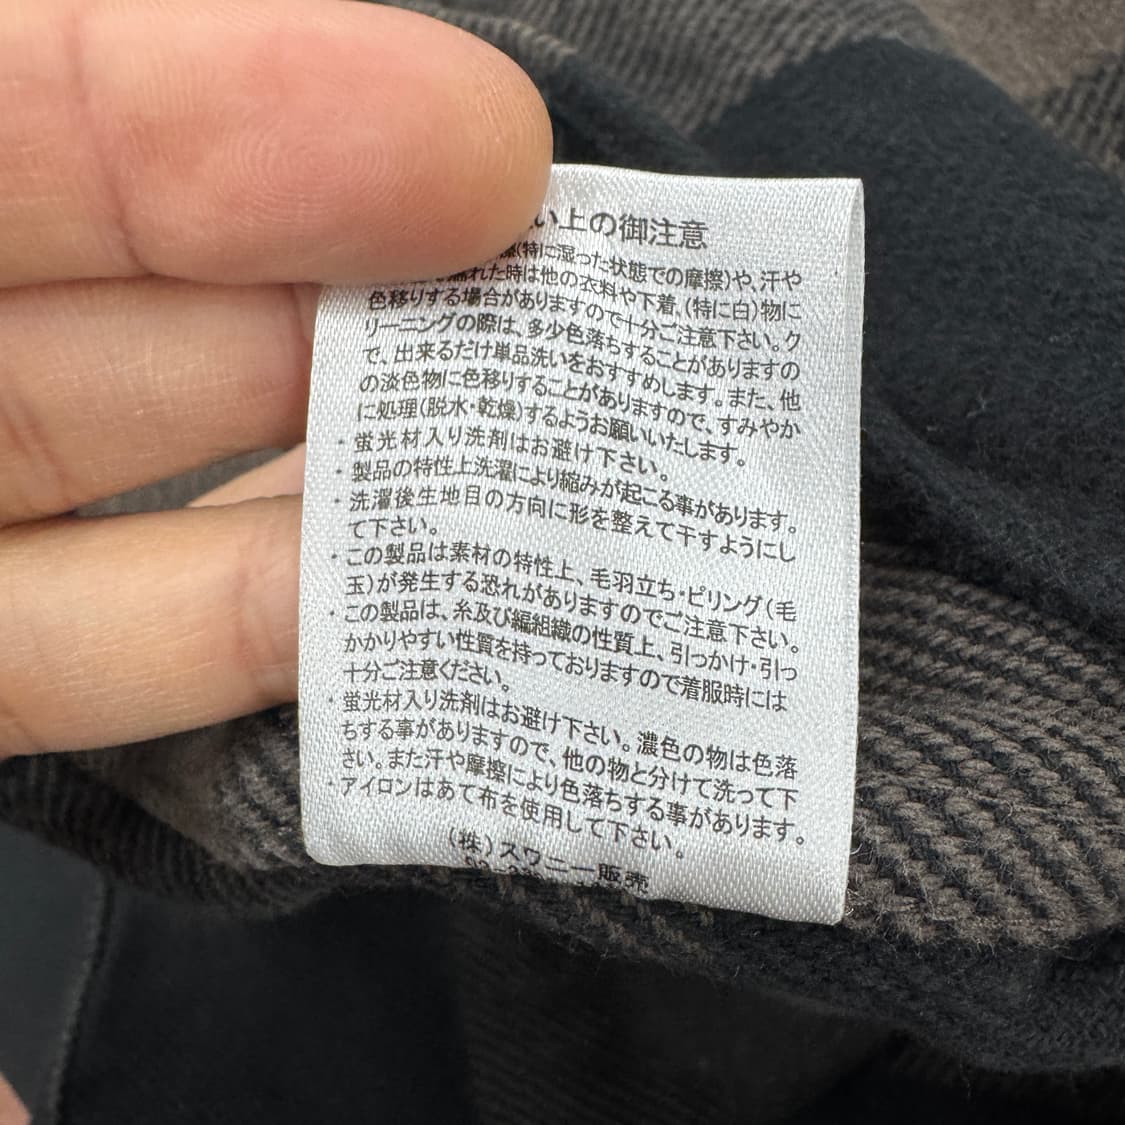 い上の御注意
擦(特に湿った状態での摩擦)や、汗や
濡れた時は他の衣料や下着、(特に白)物に
色移りする場合がありますので十分ご注意下さい。ク
リーニングの際は、多少色落ちすることがありますの
で、出来るだけ単品洗いをおすすめします。また、他
の淡色物に色移りすることがありますので、すみやか
に処理(脱水・乾燥)するようお願いいたします。
・蛍光材入り洗剤はお避け下さい。
・製品の特性上洗濯により縮みが起こる事があります。
・洗濯後生地目の方向に形を整えて干すようにし
て下さい。
・この製品は素材の特性上、毛羽立ち・ピリング(毛
玉)が発生する恐れがありますのでご注意下さい。
・この製品は、糸及び編組織の性質上、引っかけ・引っ
かかりやすい性質を持っておりますので着服時には
十分ご注意ください。
・蛍光材入り洗剤はお避け下さい。濃色の物は色落
ちする事がありますので、他の物と分けて洗って下
さい。また汗や摩擦により色落ちする事があります。
・アイロンはあて布を使用して下さい。
(株)スワニー販売